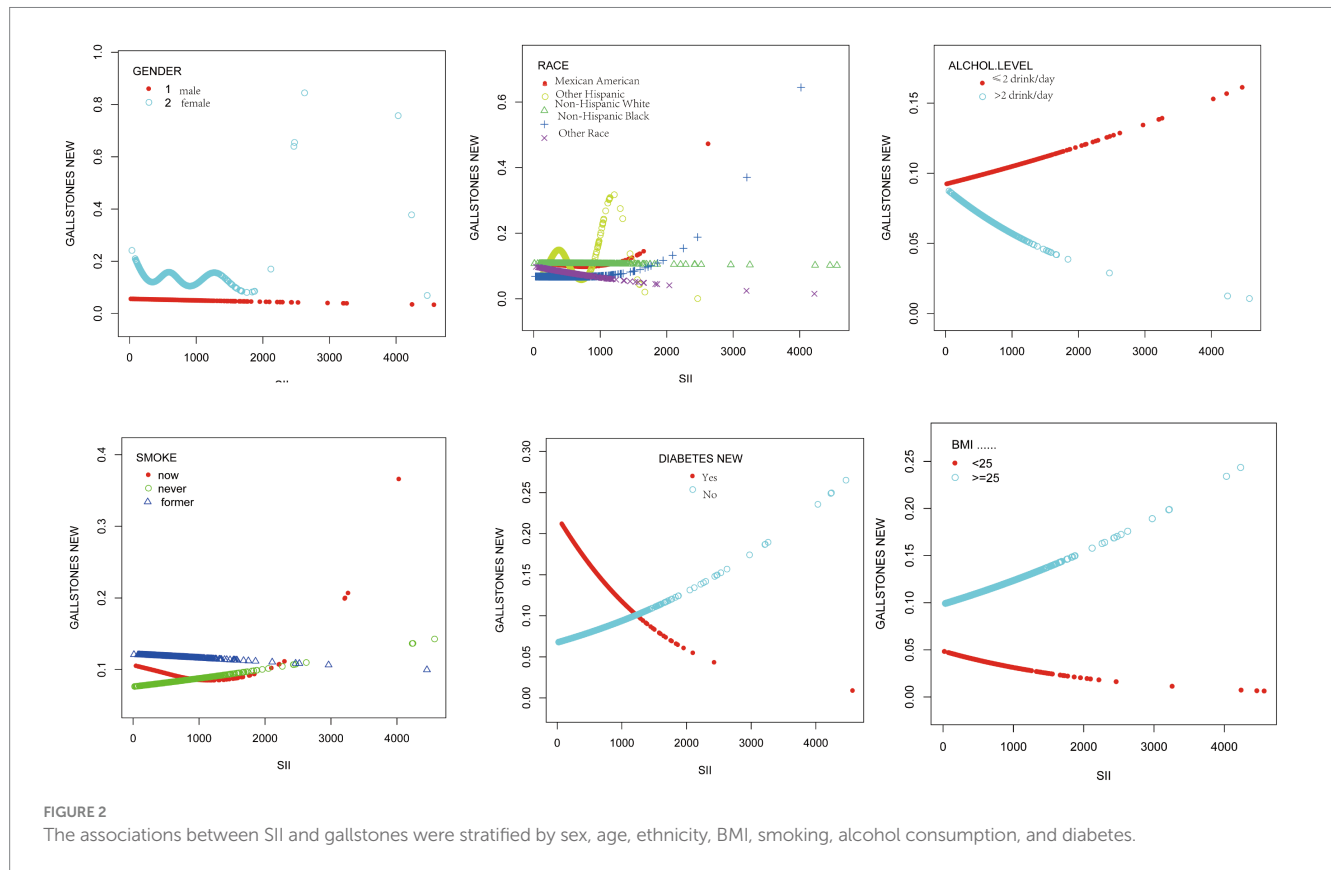 GENDER
1 male
2 female
GALLSTONES NEW
1.0
0.8
0.6
0.4
0.2
0.0
0 1000 2000 3000 4000
RACE
Mexican American
Other Hispanic
Non-Hispanic White
Non-Hispanic Black
Other Race
GALLSTONES NEW
0.6
0.4
0.2
0.0
0 1000 2000 3000 4000
SII
ALCHOL.LEVEL
≤2 drink/day
>2 drink/day
GALLSTONES NEW
0.15
0.10
0.05
0.00
0 1000 2000 3000 4000
SII
SMOKE
now
never
former
GALLSTONES NEW
0.4
0.3
0.2
0.1
0 1000 2000 3000 4000
SII
DIABETES NEW
Yes
No
GALLSTONES NEW
0.30
0.25
0.20
0.15
0.10
0.05
0.00
0 1000 2000 3000 4000
SII
BMI ......
<25
>=25
GALLSTONES NEW
0.25
0.20
0.15
0.10
0.05
0.00
0 1000 2000 3000 4000
SII
FIGURE 2
The associations between SII and gallstones were stratified by sex, age, ethnicity, BMI, smoking, alcohol consumption, and diabetes.